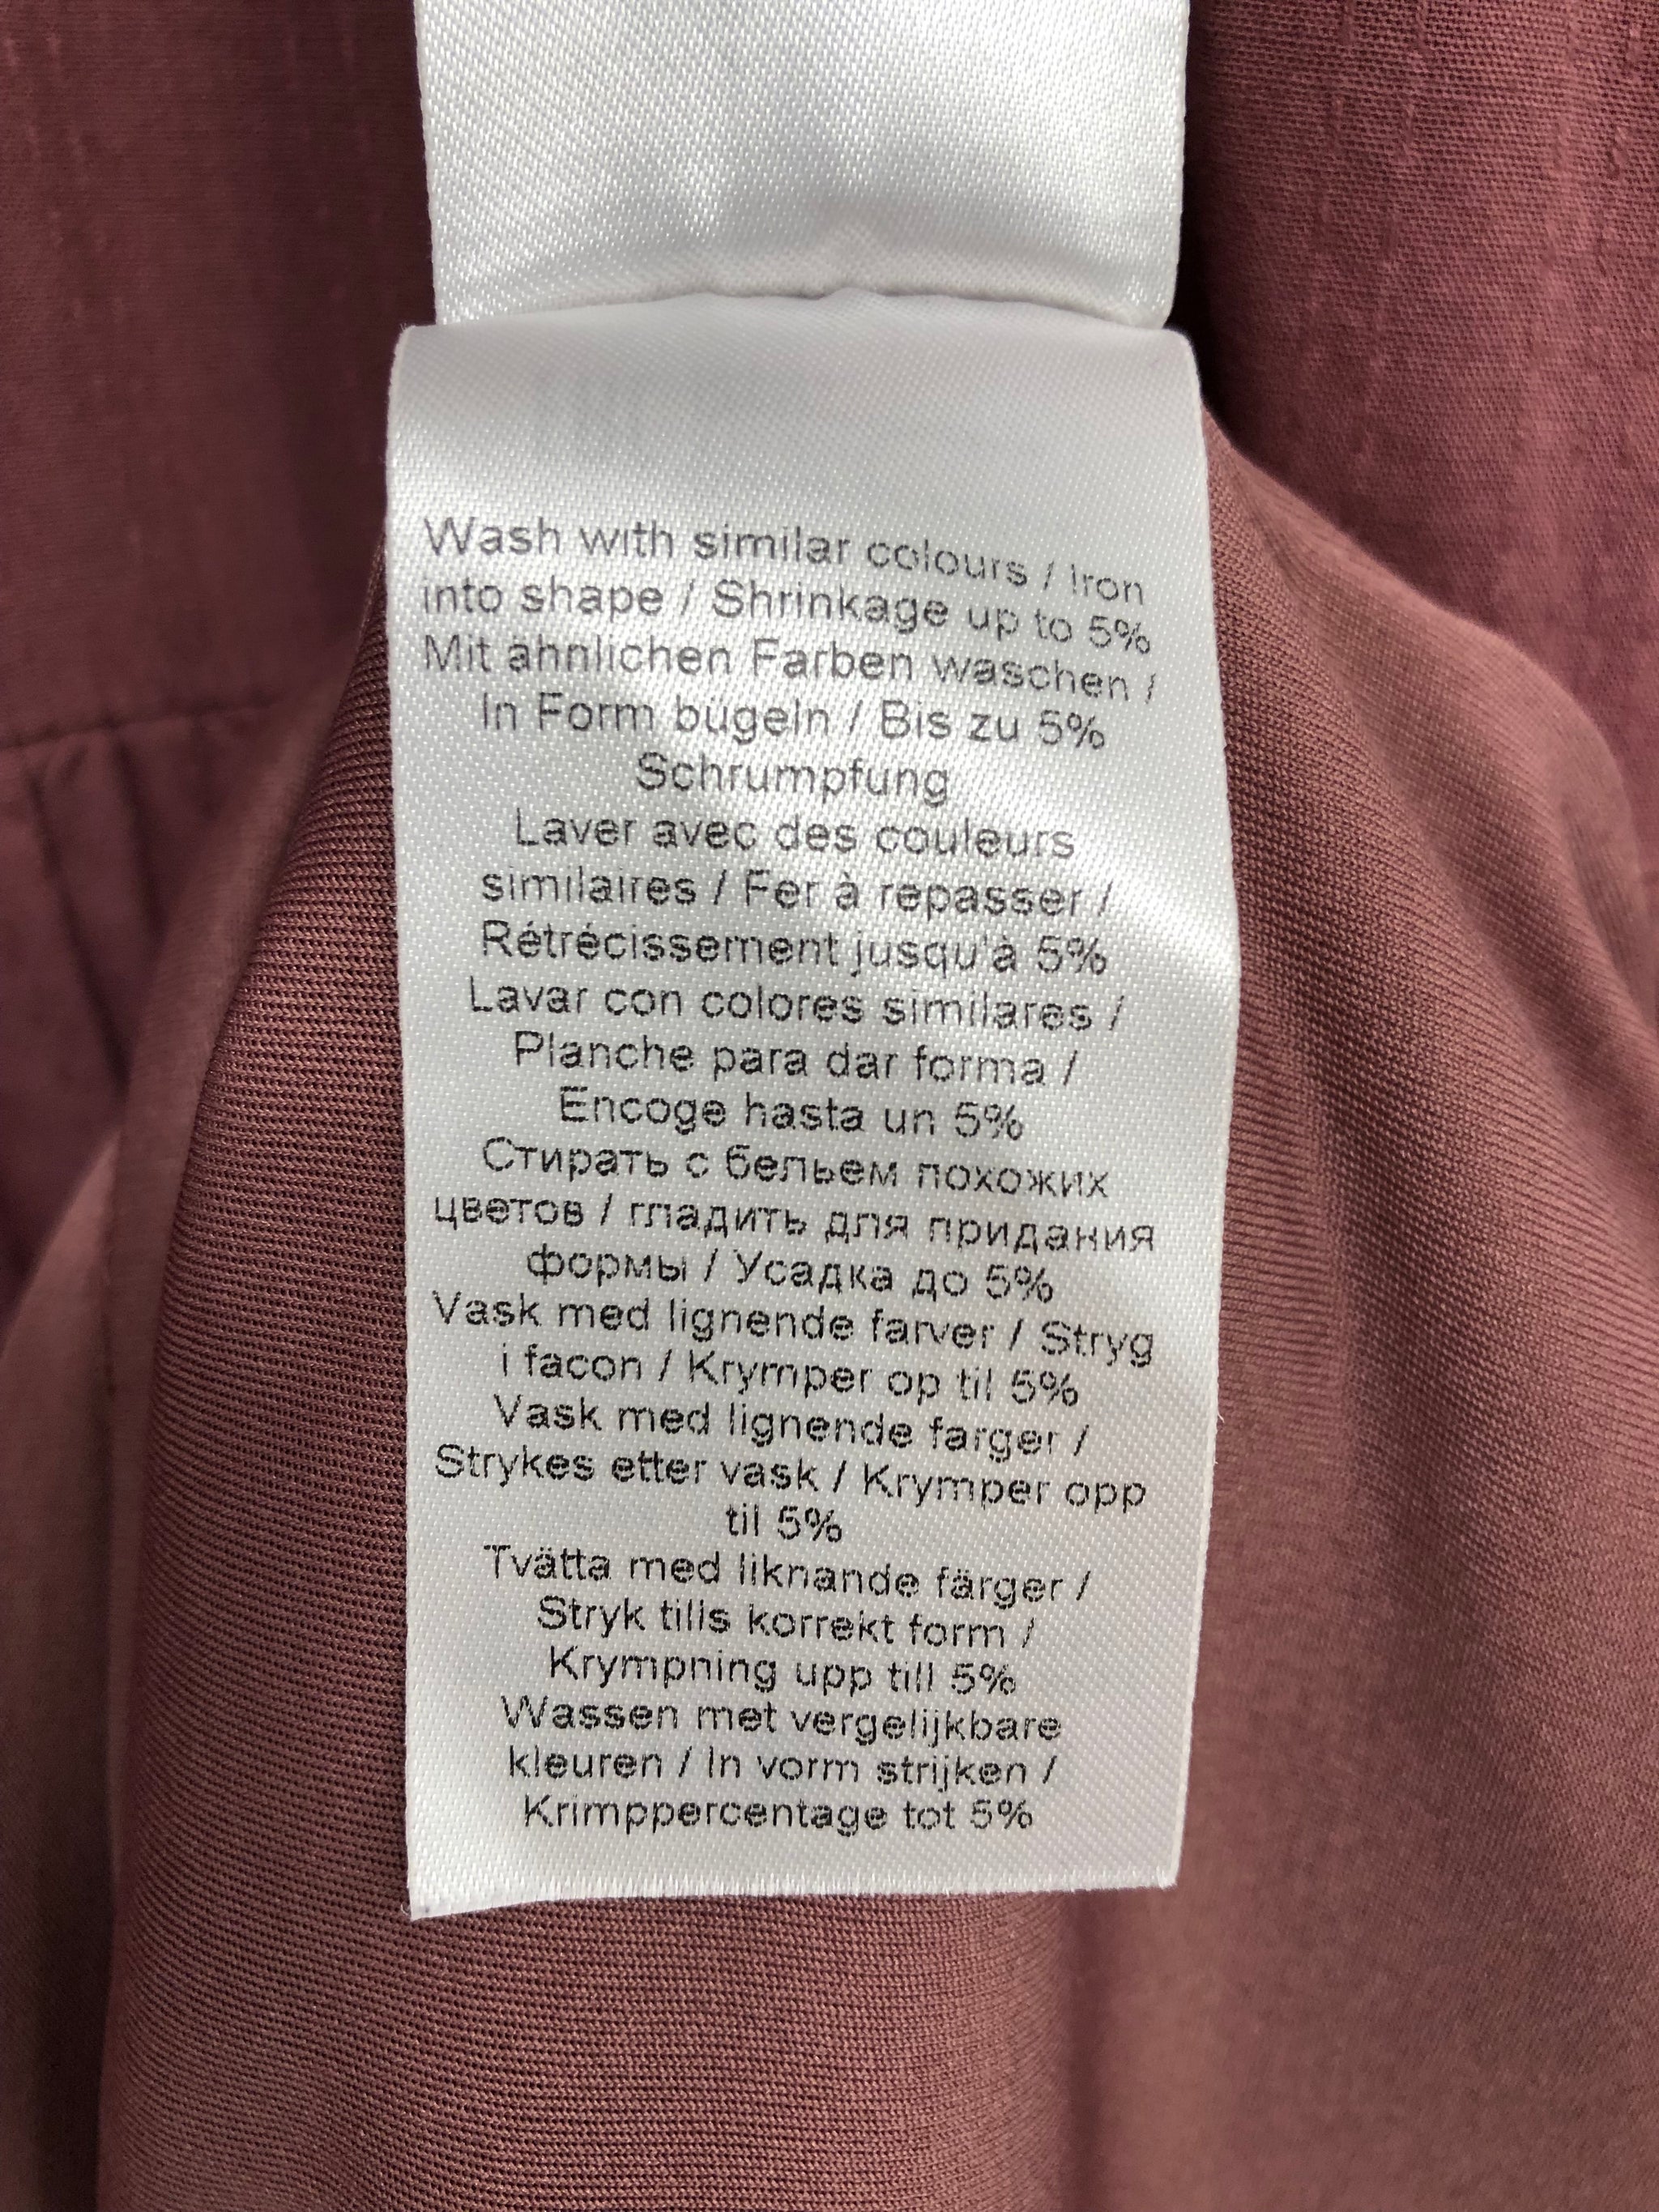 Wash with similar colours / Iron
into shape / Shrinkage up to 5%
Mit ähnlichen Farben waschen /
In Form bügeln / Bis zu 5%
Schrumpfung
Laver avec des couleurs
similaires / Fer à repasser /
Rétrécissement jusqu'à 5%
Lavar con colores similares /
Planche para dar forma /
Encoge hasta un 5%
Стирать с бельем похожих
цветов / гладить для придания
формы / Усадка до 5%
Vask med lignende farver / Stryg
i facon / Krymper op til 5%
Vask med lignende farger /
Strykes etter vask / Krymper opp
til 5%
Tvätta med liknande färger /
Stryk tills korrekt form /
Krympning upp till 5%
Wassen met vergelijkbare
kleuren / In vorm strijken /
Krimppercentage tot 5%